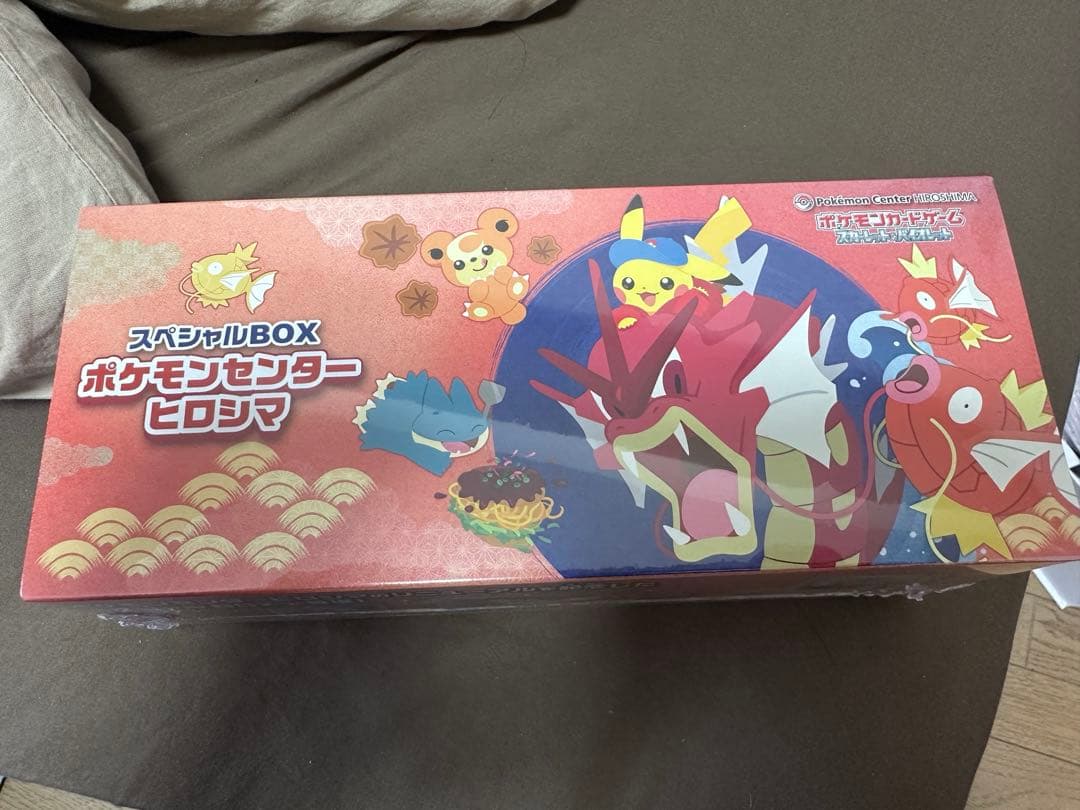 Pokémon Center HIROSHIMA
ポケモンカードゲーム
スカーレット&バイオレット
スペシャルBOX
ポケモンセンター
ヒロシマ